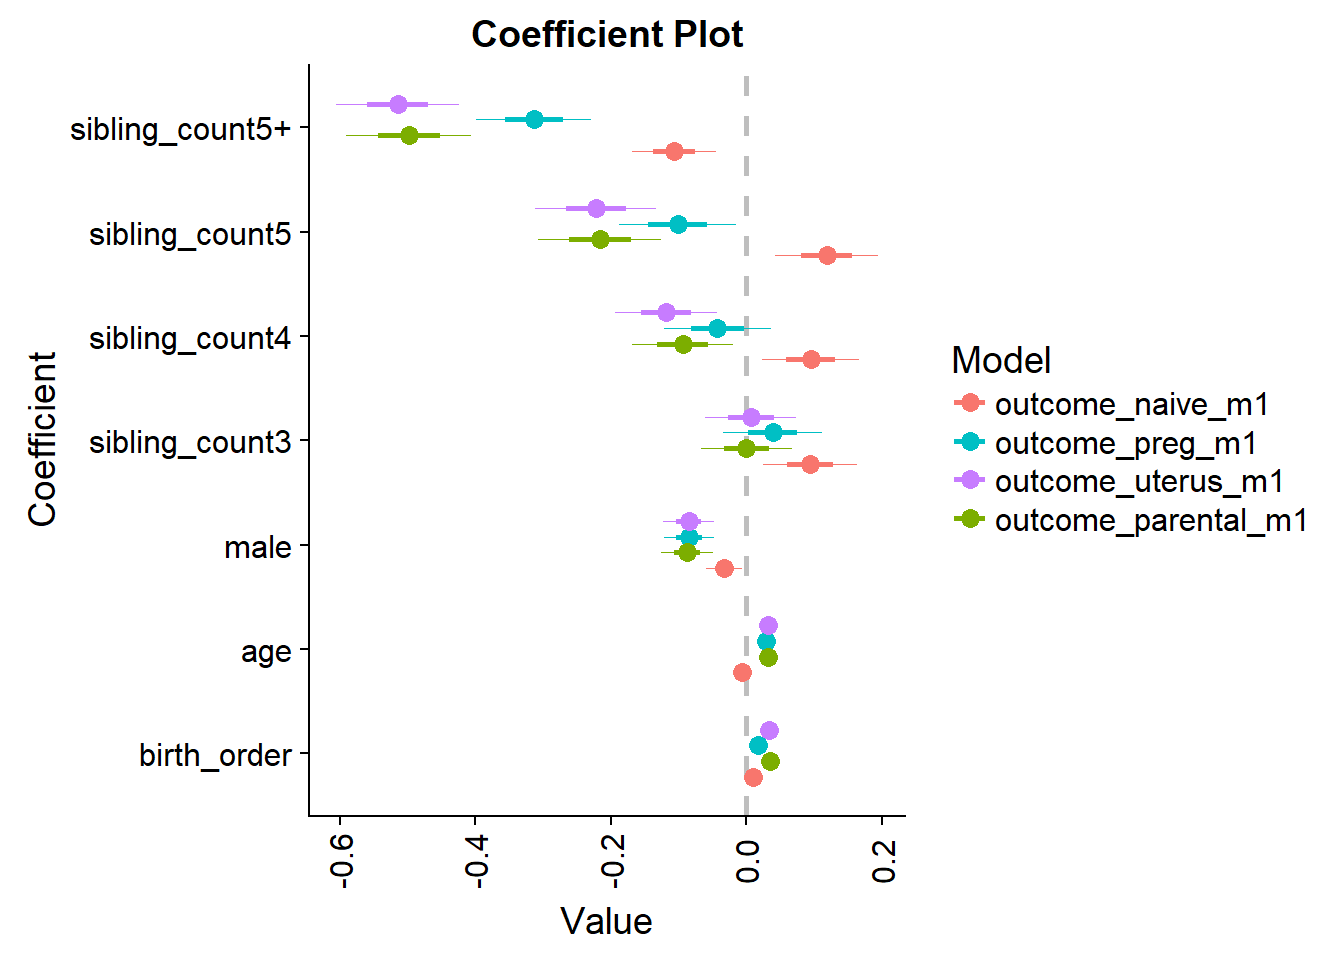 Coefficient Plot
sibling_count5+
sibling_count5
sibling_count4
sibling_count3
male
age
birth_order
Coefficient
-0.6
-0.4
-0.2
0.0
0.2
Value
Model
outcome_naive_m1
outcome_preg_m1
outcome_uterus_m1
outcome_parental_m1